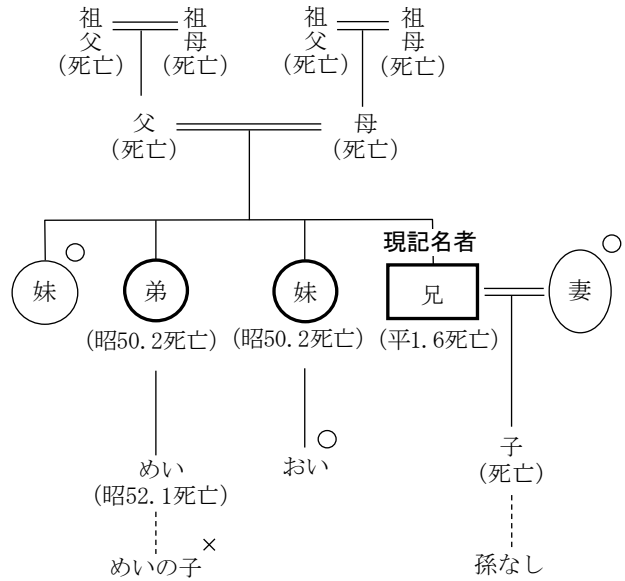 祖父
(死亡)
祖母
(死亡)
祖父
(死亡)
祖母
(死亡)
父
(死亡)
母
(死亡)
現記名者
妹
弟
(昭50.2死亡)
妹
(昭50.2死亡)
兄
(平1.6死亡)
妻
めい
(昭52.1死亡)
おい
子
(死亡)
めいの子
×
孫なし